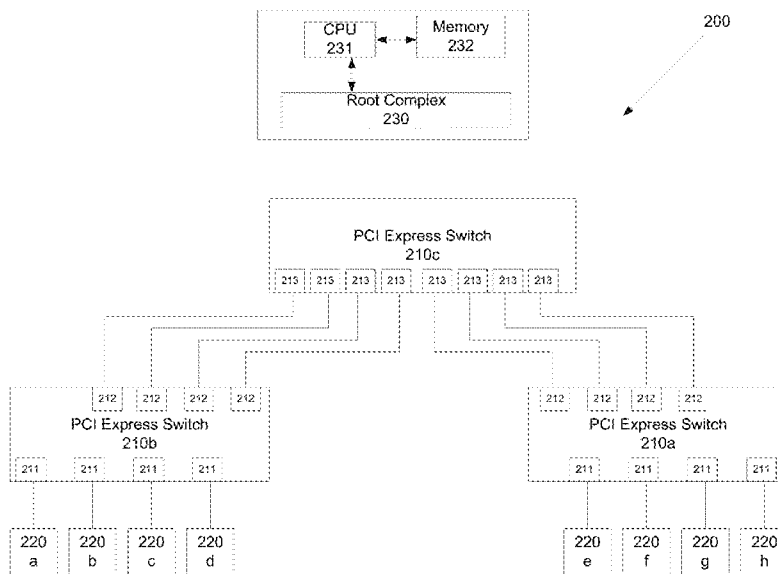 200
CPU
231
Memory
232
Root Complex
230
PCI Express Switch
210c
213 213 213 213 213 213 213 213
212 212 212 212
212 212 212 212
PCI Express Switch
210b
PCI Express Switch
210a
211 211 211 211
211 211 211 211
220 220 220 220
a b c d
220 220 220 220
e f g h